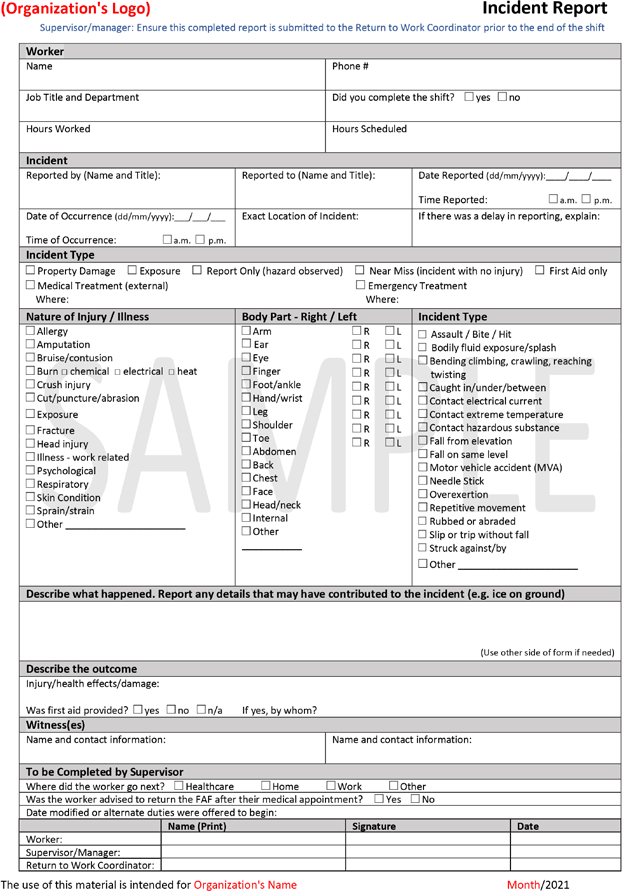 (Organization's Logo) Incident Report
Supervisor/manager: Ensure this completed report is submitted to the Return to Work Coordinator prior to the end of the shift
Worker
Name Phone #
Job Title and Department Did you complete the shift? ☐ yes ☐ no
Hours Worked Hours Scheduled
Incident
Reported by (Name and Title): Reported to (Name and Title): Date Reported (dd/mm/yyyy):____/____/____
Time Reported: ☐ a.m. ☐ p.m.
Date of Occurrence (dd/mm/yyyy):___/___/___ Exact Location of Incident: If there was a delay in reporting, explain:
Time of Occurrence: ☐ a.m. ☐ p.m.
Incident Type
☐ Property Damage ☐ Exposure ☐ Report Only (hazard observed) ☐ Near Miss (incident with no injury) ☐ First Aid only
☐ Medical Treatment (external) ☐ Emergency Treatment
Where: Where:
Nature of Injury / Illness
☐ Allergy
☐ Amputation
☐ Bruise/contusion
☐ Burn ☐ chemical ☐ electrical ☐ heat
☐ Crush injury
☐ Cut/puncture/abrasion
☐ Exposure
☐ Fracture
☐ Head injury
☐ Illness - work related
☐ Psychological
☐ Respiratory
☐ Skin Condition
☐ Sprain/strain
☐ Other ________________________
Body Part - Right / Left
☐ Arm ☐ R ☐ L
☐ Ear ☐ R ☐ L
☐ Eye ☐ R ☐ L
☐ Finger ☐ R ☐ L
☐ Foot/ankle ☐ R ☐ L
☐ Hand/wrist ☐ R ☐ L
☐ Leg ☐ R ☐ L
☐ Shoulder ☐ R ☐ L
☐ Toe ☐ R ☐ L
☐ Abdomen
☐ Back
☐ Chest
☐ Face
☐ Head/neck
☐ Internal
☐ Other
____________
Incident Type
☐ Assault / Bite / Hit
☐ Bodily fluid exposure/splash
☐ Bending climbing, crawling, reaching
twisting
☐ Caught in/under/between
☐ Contact electrical current
☐ Contact extreme temperature
☐ Contact hazardous substance
☐ Fall from elevation
☐ Fall on same level
☐ Motor vehicle accident (MVA)
☐ Needle Stick
☐ Overexertion
☐ Repetitive movement
☐ Rubbed or abraded
☐ Slip or trip without fall
☐ Struck against/by
☐ Other ________________________
SAMPLE
Describe what happened. Report any details that may have contributed to the incident (e.g. ice on ground)
(Use other side of form if needed)
Describe the outcome
Injury/health effects/damage:
Was first aid provided? ☐ yes ☐ no ☐ n/a If yes, by whom?
Witness(es)
Name and contact information: Name and contact information:
To be Completed by Supervisor
Where did the worker go next? ☐ Healthcare ☐ Home ☐ Work ☐ Other
Was the worker advised to return the FAF after their medical appointment? ☐ Yes ☐ No
Date modified or alternate duties were offered to begin:
Name (Print) Signature Date
Worker:
Supervisor/Manager:
Return to Work Coordinator:
The use of this material is intended for Organization's Name Month/2021